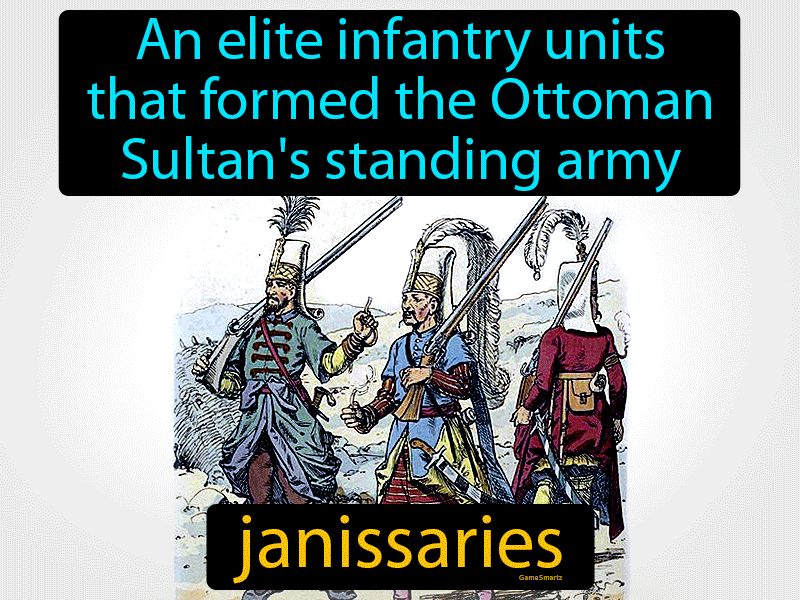 An elite infantry units
that formed the Ottoman
Sultan's standing army
janissaries
GameSmartz